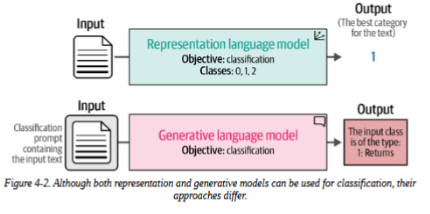 Input
Output
(The best category
for the text)
Representation language model
Objective: classification
Classes: 0, 1, 2
1
Classification
prompt
containing
the input text
Input
Generative language model
Objective: classification
Output
The input class
is of the type:
1: Returns
Figure 4-2. Although both representation and generative models can be used for classification, their
approaches differ.